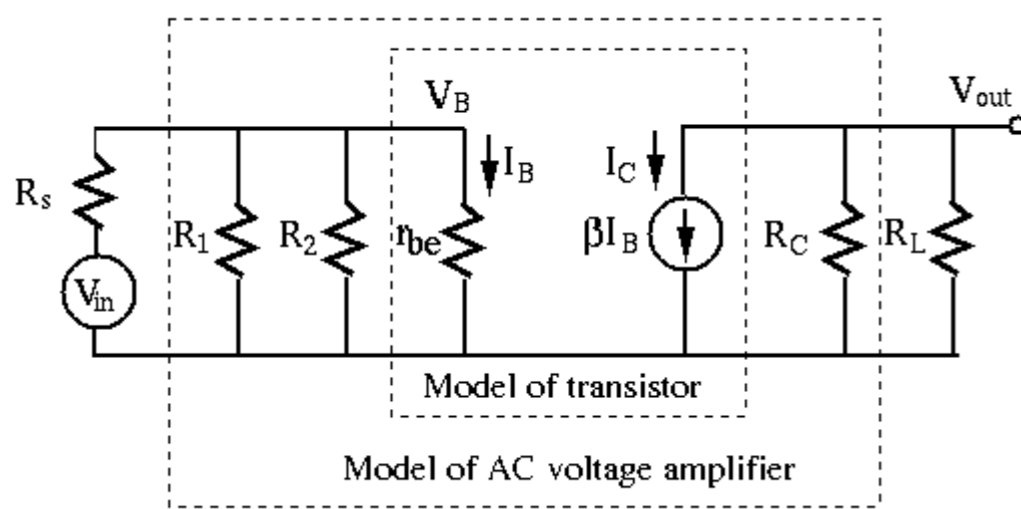 V_B
V_out
R_s
I_B
I_C
R_1
R_2
r_be
βI_B
R_C
R_L
V_in
Model of transistor
Model of AC voltage amplifier